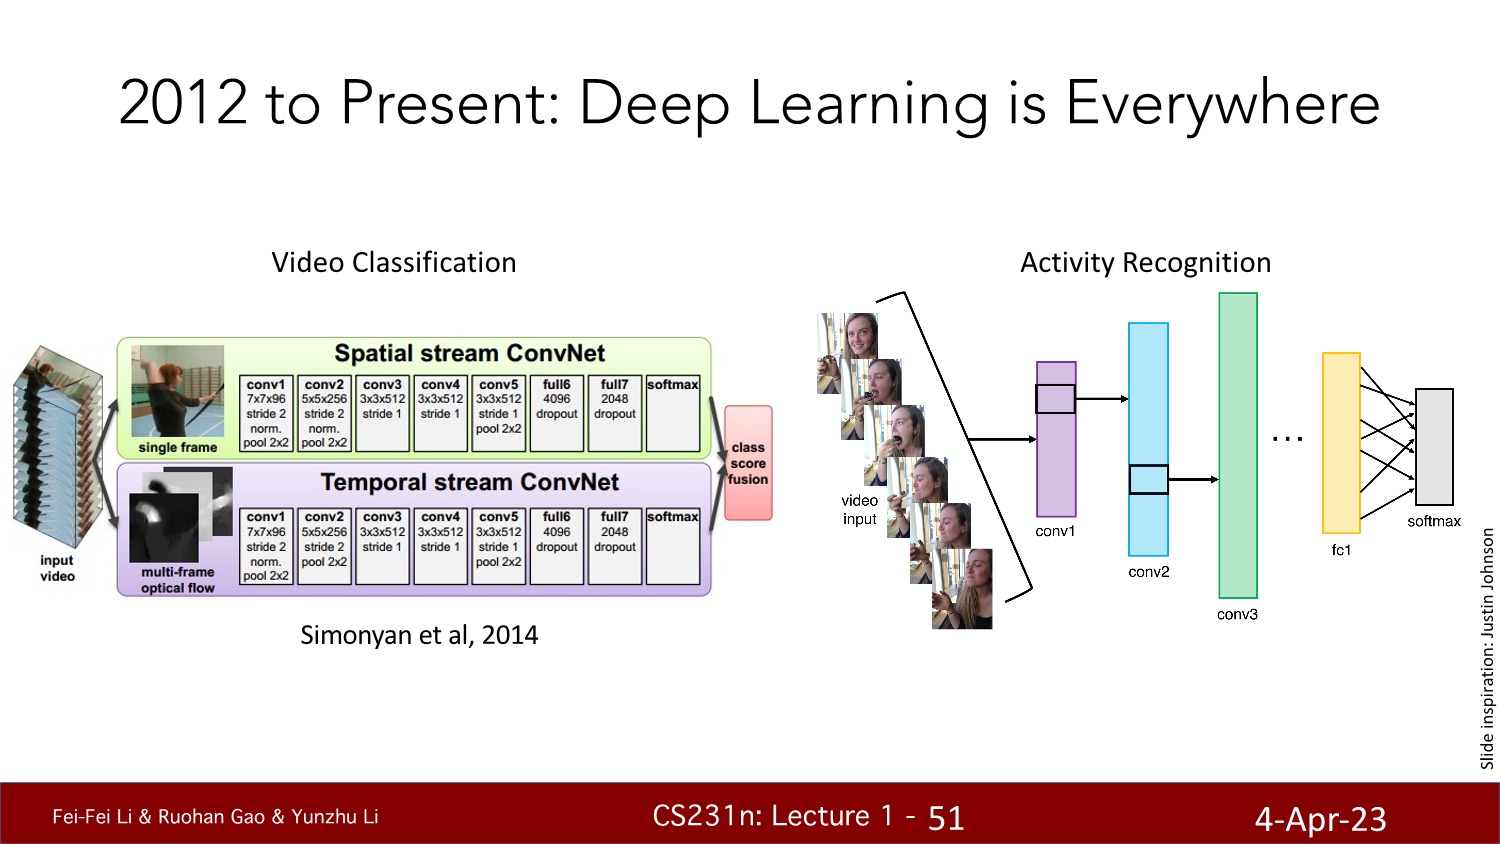 2012 to Present: Deep Learning is Everywhere
Video Classification
Spatial stream ConvNet
conv1
7x7x96
stride 2
norm.
pool 2x2
conv2
5x5x256
stride 2
norm.
pool 2x2
conv3
3x3x512
stride 1
conv4
3x3x512
stride 1
conv5
3x3x512
stride 1
pool 2x2
full6
4096
dropout
full7
2048
dropout
softmax
single frame
Temporal stream ConvNet
conv1
7x7x96
stride 2
norm.
pool 2x2
conv2
5x5x256
stride 2
pool 2x2
conv3
3x3x512
stride 1
conv4
3x3x512
stride 1
conv5
3x3x512
stride 1
pool 2x2
full6
4096
dropout
full7
2048
dropout
softmax
multi-frame
optical flow
input
video
class
score
fusion
Simonyan et al, 2014
Activity Recognition
video
input
conv1
conv2
conv3
...
fc1
softmax
Slide inspiration: Justin Johnson
Fei-Fei Li & Ruohan Gao & Yunzhu Li
CS231n: Lecture 1 - 51
4-Apr-23